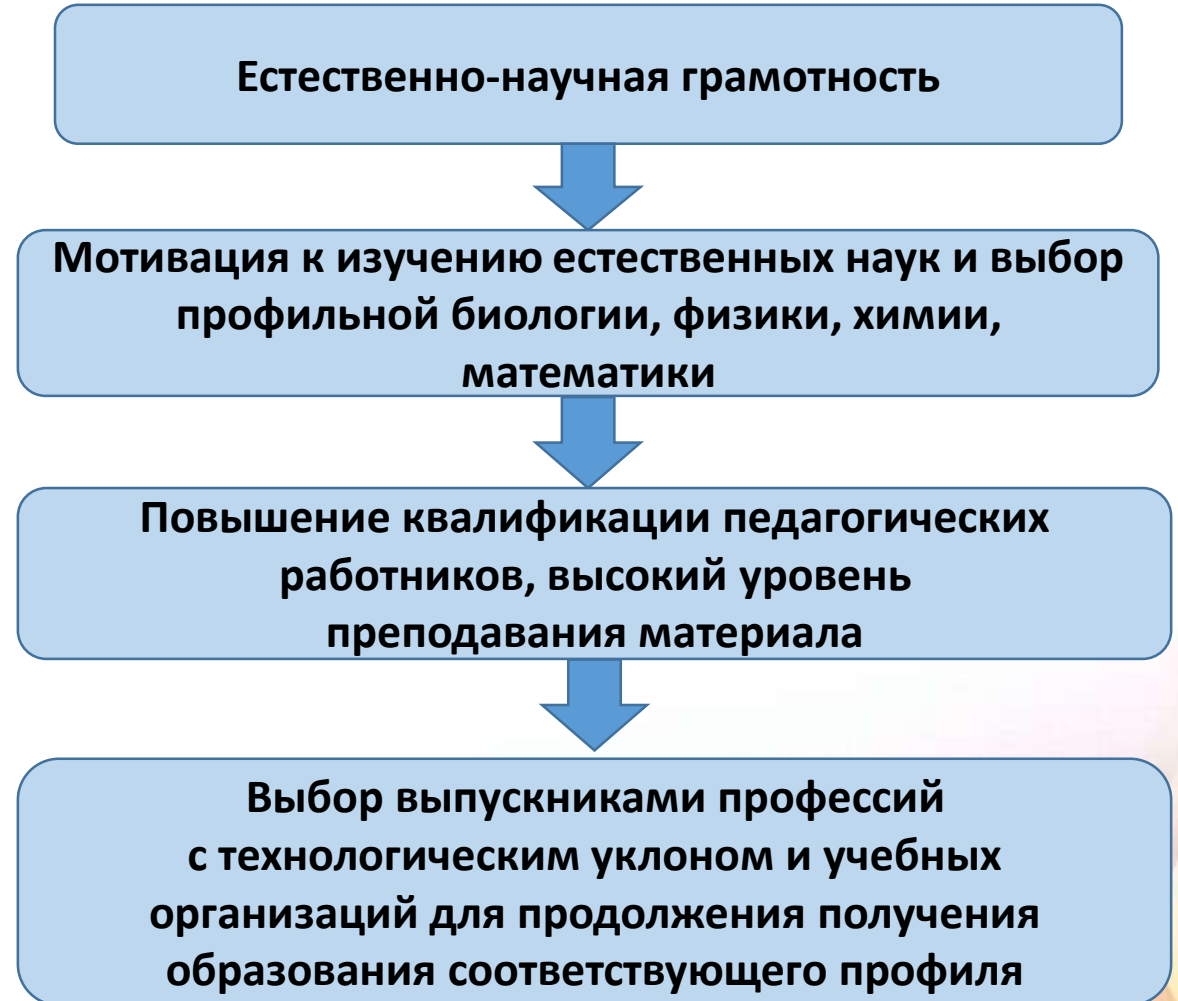 Естественно-научная грамотность
Мотивация к изучению естественных наук и выбор
профильной биологии, физики, химии,
математики
Повышение квалификации педагогических
работников, высокий уровень
преподавания материала
Выбор выпускниками профессий
с технологическим уклоном и учебных
организаций для продолжения получения
образования соответствующего профиля